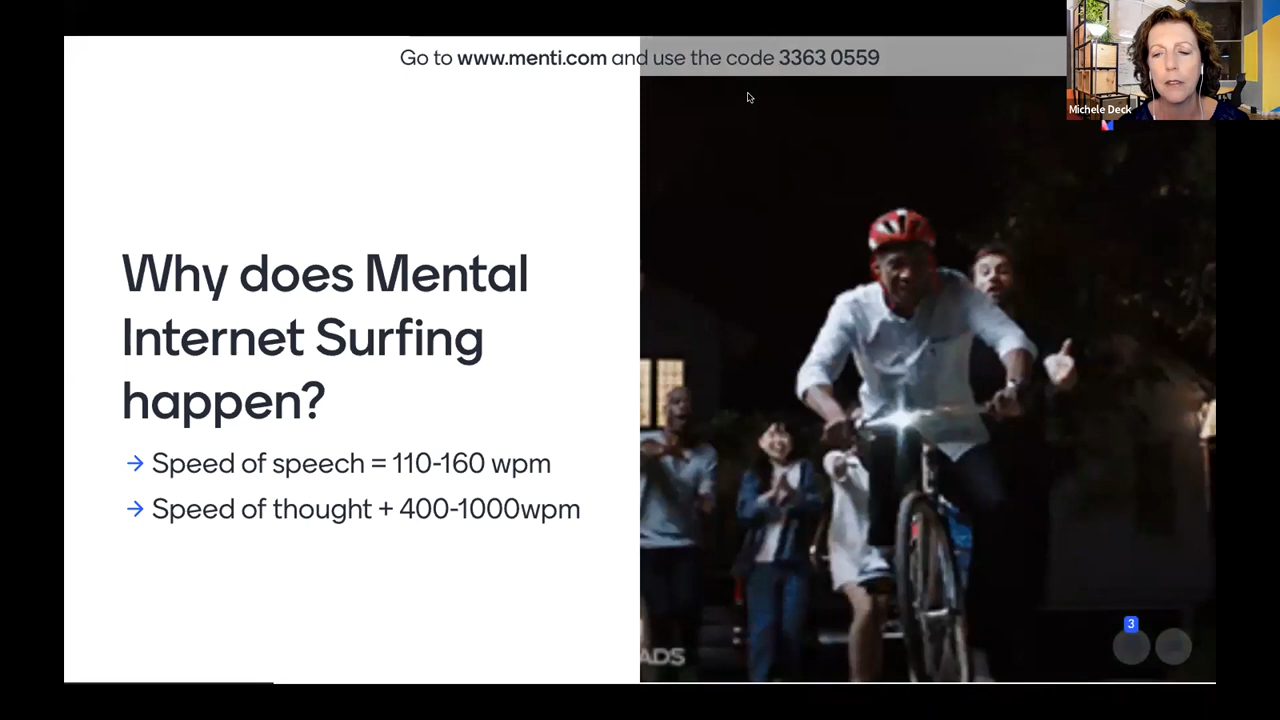 Go to www.menti.com and use the code 3363 0559
Michele Deck
Why does Mental
Internet Surfing
happen?
→ Speed of speech = 110-160 wpm
→ Speed of thought + 400-1000wpm
ADS
3